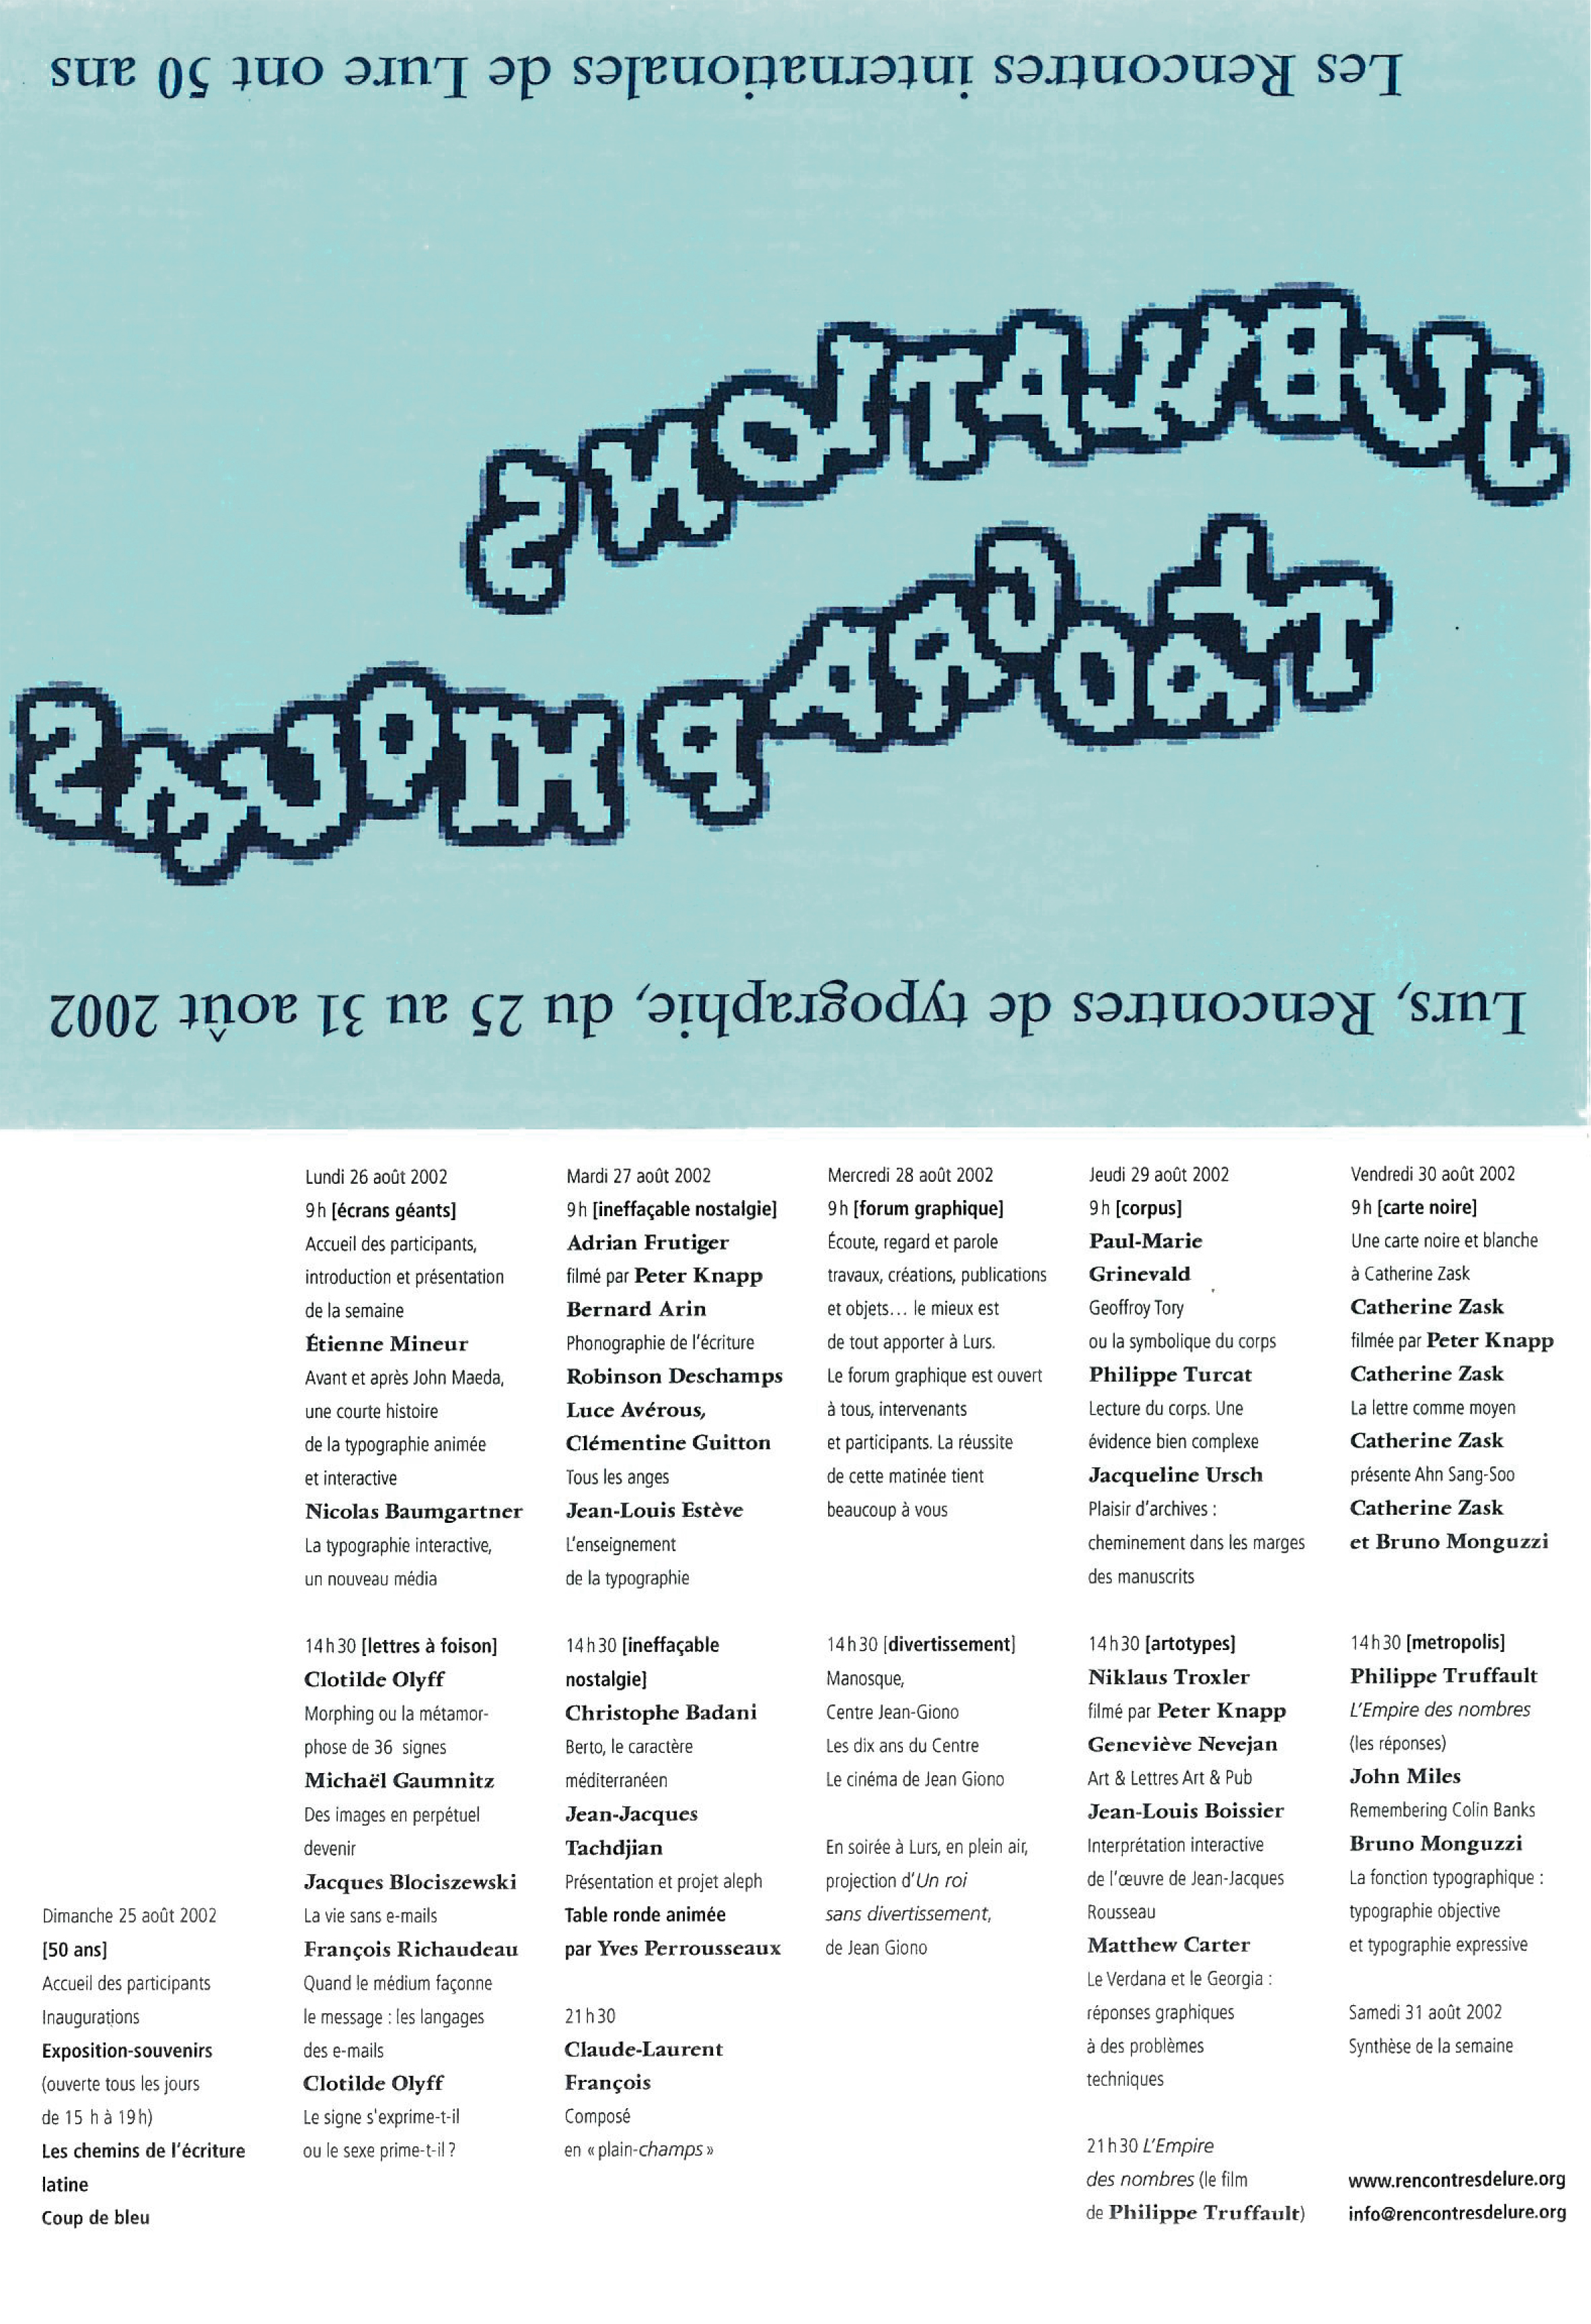 Lurs, Rencontres de typographie, du 25 au 31 août 2002
TYPOGRAPHIQUES
JUBILATIONS
Les Rencontres internationales de Lure ont 50 ans
Dimanche 25 août 2002
[50 ans]
Accueil des participants
Inaugurations
Exposition-souvenirs
(ouverte tous les jours
de 15 h à 19 h)
Les chemins de l'écriture
latine
Coup de bleu
Lundi 26 août 2002
9 h [écrans géants]
Accueil des participants,
introduction et présentation
de la semaine
Étienne Mineur
Avant et après John Maeda,
une courte histoire
de la typographie animée
et interactive
Nicolas Baumgartner
La typographie interactive,
un nouveau média
14 h 30 [lettres à foison]
Clotilde Olyff
Morphing ou la métamor-
phose de 36 signes
Michaël Gaumnitz
Des images en perpétuel
devenir
Jacques Blociszewski
La vie sans e-mails
François Richaudeau
Quand le médium façonne
le message : les langages
des e-mails
Clotilde Olyff
Le signe s'exprime-t-il
ou le sexe prime-t-il ?
Mardi 27 août 2002
9 h [ineffaçable nostalgie]
Adrian Frutiger
filmé par Peter Knapp
Bernard Arin
Phonographie de l'écriture
Robinson Deschamps
Luce Avérous,
Clémentine Guitton
Tous les anges
Jean-Louis Estève
L'enseignement
de la typographie
14 h 30 [ineffaçable
nostalgie]
Christophe Badani
Berto, le caractère
méditerranéen
Jean-Jacques
Tachdjian
Présentation et projet aleph
Table ronde animée
par Yves Perrousseaux
21 h 30
Claude-Laurent
François
Composé
en « plain-champs »
Mercredi 28 août 2002
9 h [forum graphique]
Écoute, regard et parole
travaux, créations, publications
et objets… le mieux est
de tout apporter à Lurs.
Le forum graphique est ouvert
à tous, intervenants
et participants. La réussite
de cette matinée tient
beaucoup à vous
14 h 30 [divertissement]
Manosque,
Centre Jean-Giono
Les dix ans du Centre
Le cinéma de Jean Giono
En soirée à Lurs, en plein air,
projection d'Un roi
sans divertissement,
de Jean Giono
Jeudi 29 août 2002
9 h [corpus]
Paul-Marie
Grinevald
Geoffroy Tory
ou la symbolique du corps
Philippe Turcat
Lecture du corps. Une
évidence bien complexe
Jacqueline Ursch
Plaisir d'archives :
cheminement dans les marges
des manuscrits
14 h 30 [artotypes]
Niklaus Troxler
filmé par Peter Knapp
Geneviève Nevejan
Art & Lettres Art & Pub
Jean-Louis Boissier
Interprétation interactive
de l'œuvre de Jean-Jacques
Rousseau
Matthew Carter
Le Verdana et le Georgia :
réponses graphiques
à des problèmes
techniques
21 h 30 L'Empire
des nombres (le film
de Philippe Truffault)
Vendredi 30 août 2002
9 h [carte noire]
Une carte noire et blanche
à Catherine Zask
Catherine Zask
filmée par Peter Knapp
Catherine Zask
La lettre comme moyen
Catherine Zask
présente Ahn Sang-Soo
Catherine Zask
et Bruno Monguzzi
14 h 30 [metropolis]
Philippe Truffault
L'Empire des nombres
(les réponses)
John Miles
Remembering Colin Banks
Bruno Monguzzi
La fonction typographique :
typographie objective
et typographie expressive
Samedi 31 août 2002
Synthèse de la semaine
www.rencontresdelure.org
info@rencontresdelure.org